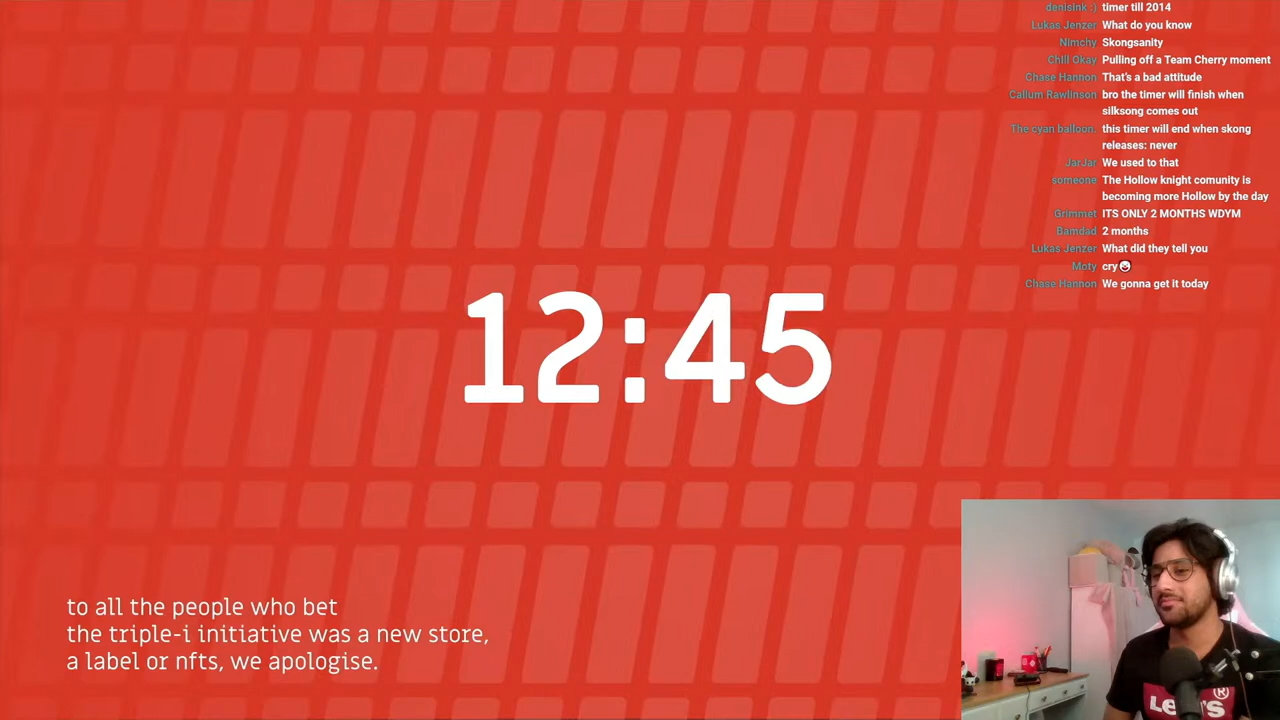 denisink :) timer till 2014
Lukas Jenzer What do you know
Nimchy Skongsanity
Chill Okay Pulling off a Team Cherry moment
Chase Hannon That's a bad attitude
Callum Rawlinson bro the timer will finish when
silksong comes out
The cyan balloon. this timer will end when skong
releases: never
JarJar We used to that
someone The Hollow knight comunity is
becoming more Hollow by the day
Grimmet ITS ONLY 2 MONTHS WDYM
Bamdad 2 months
Lukas Jenzer What did they tell you
Moty cry
Chase Hannon We gonna get it today
12:45
to all the people who bet
the triple-i initiative was a new store,
a label or nfts, we apologise.